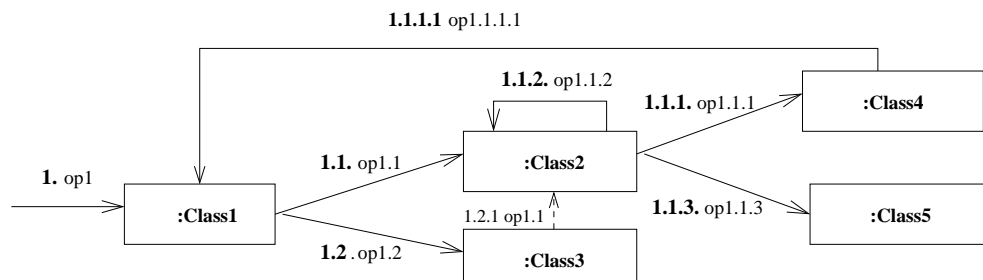 1.1.1.1 op1.1.1.1
1.1.2. op1.1.2
1.1.1. op1.1.1
:Class4
1.1. op1.1
:Class2
1. op1
:Class1
1.2.1 op1.1
1.1.3. op1.1.3
:Class5
1.2 . op1.2
:Class3